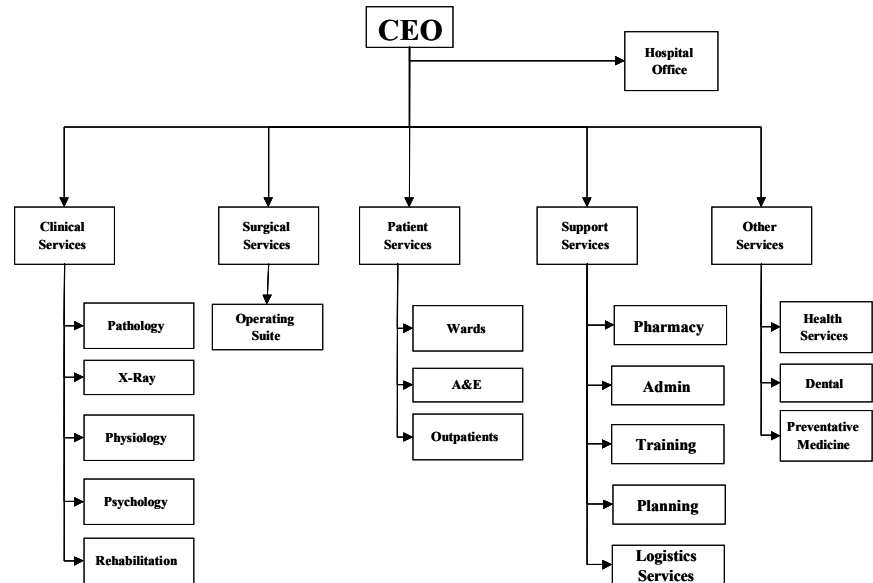 CEO
Hospital
Office
Clinical
Services
Surgical
Services
Patient
Services
Support
Services
Other
Services
Pathology
X-Ray
Physiology
Psychology
Rehabilitation
Operating
Suite
Wards
A&E
Outpatients
Pharmacy
Admin
Training
Planning
Logistics
Services
Health
Services
Dental
Preventative
Medicine